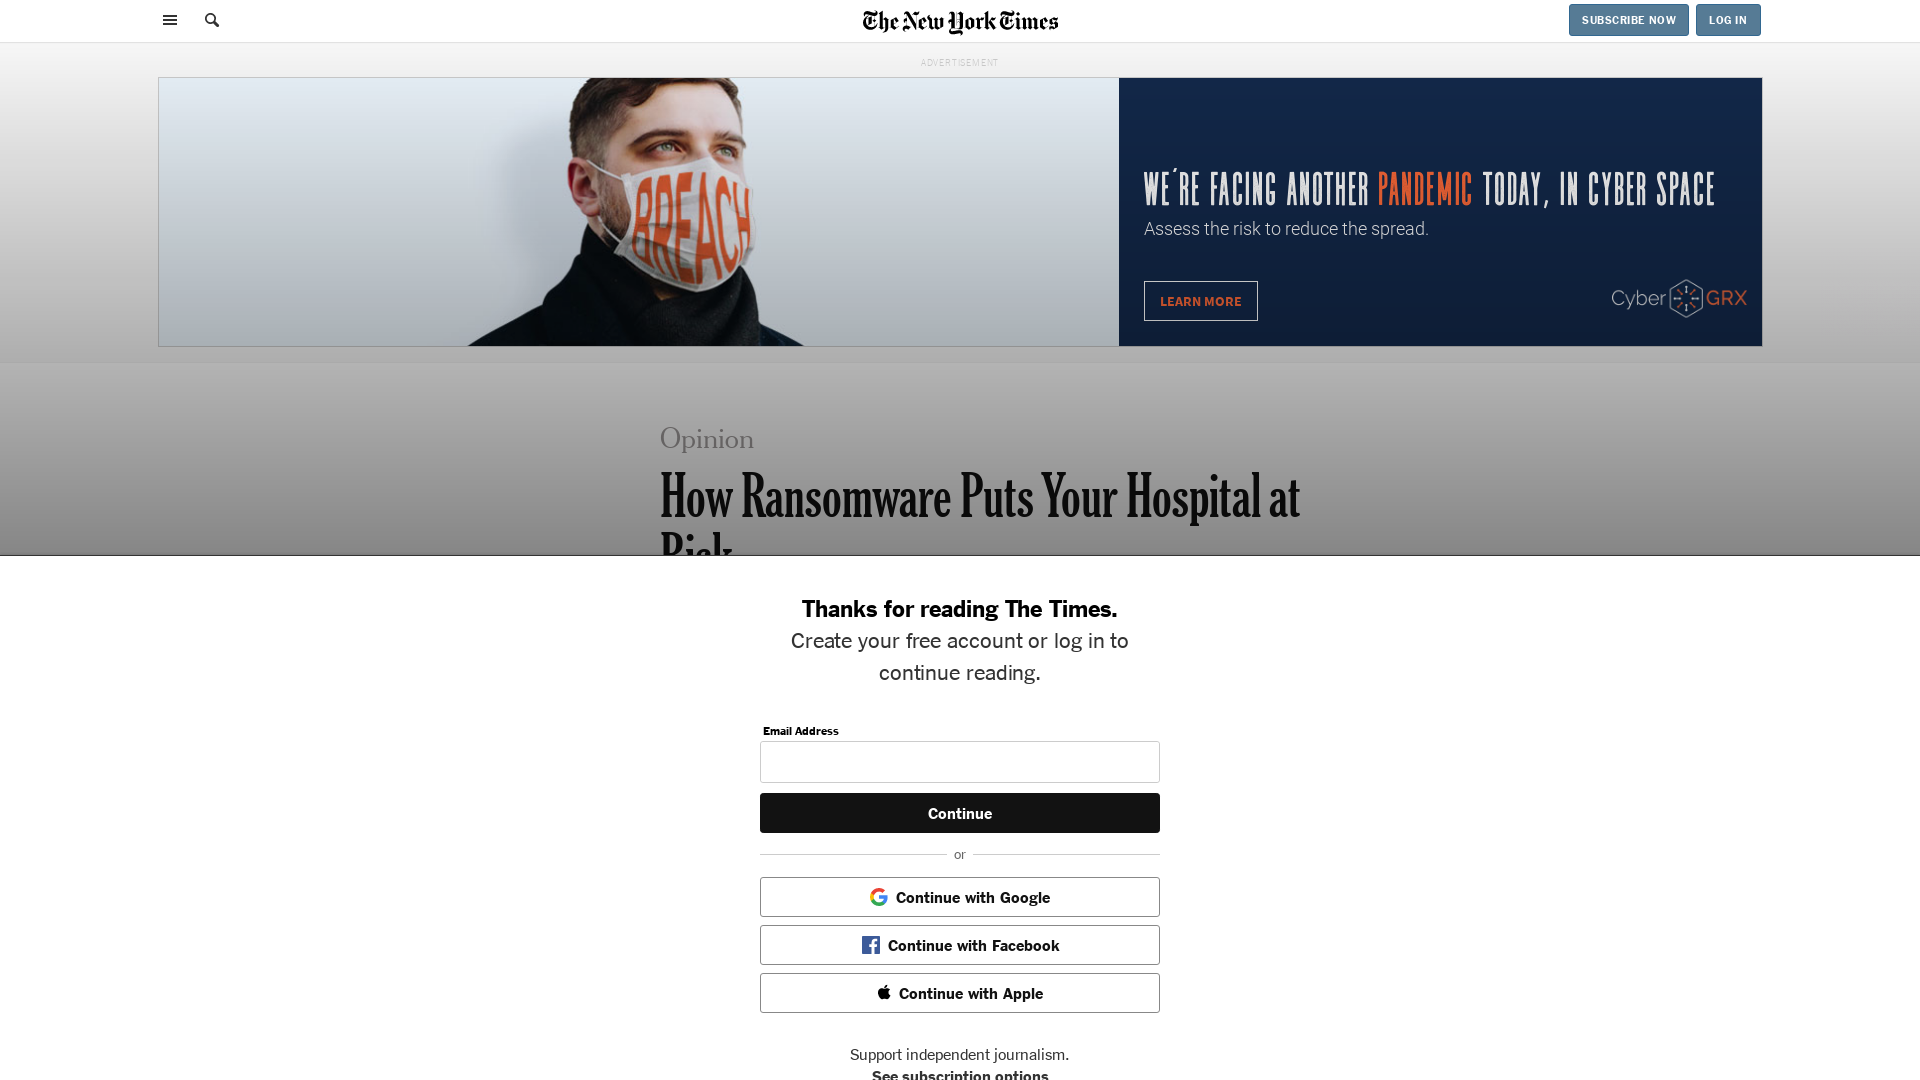 The New York Times
SUBSCRIBE NOW
LOG IN
ADVERTISEMENT
BREACH
WE'RE FACING ANOTHER PANDEMIC TODAY, IN CYBER SPACE
Assess the risk to reduce the spread.
LEARN MORE
CyberGRX
Opinion
How Ransomware Puts Your Hospital at
Risk
Thanks for reading The Times.
Create your free account or log in to
continue reading.
Email Address
Continue
or
Continue with Google
Continue with Facebook
Continue with Apple
Support independent journalism.
See subscription options